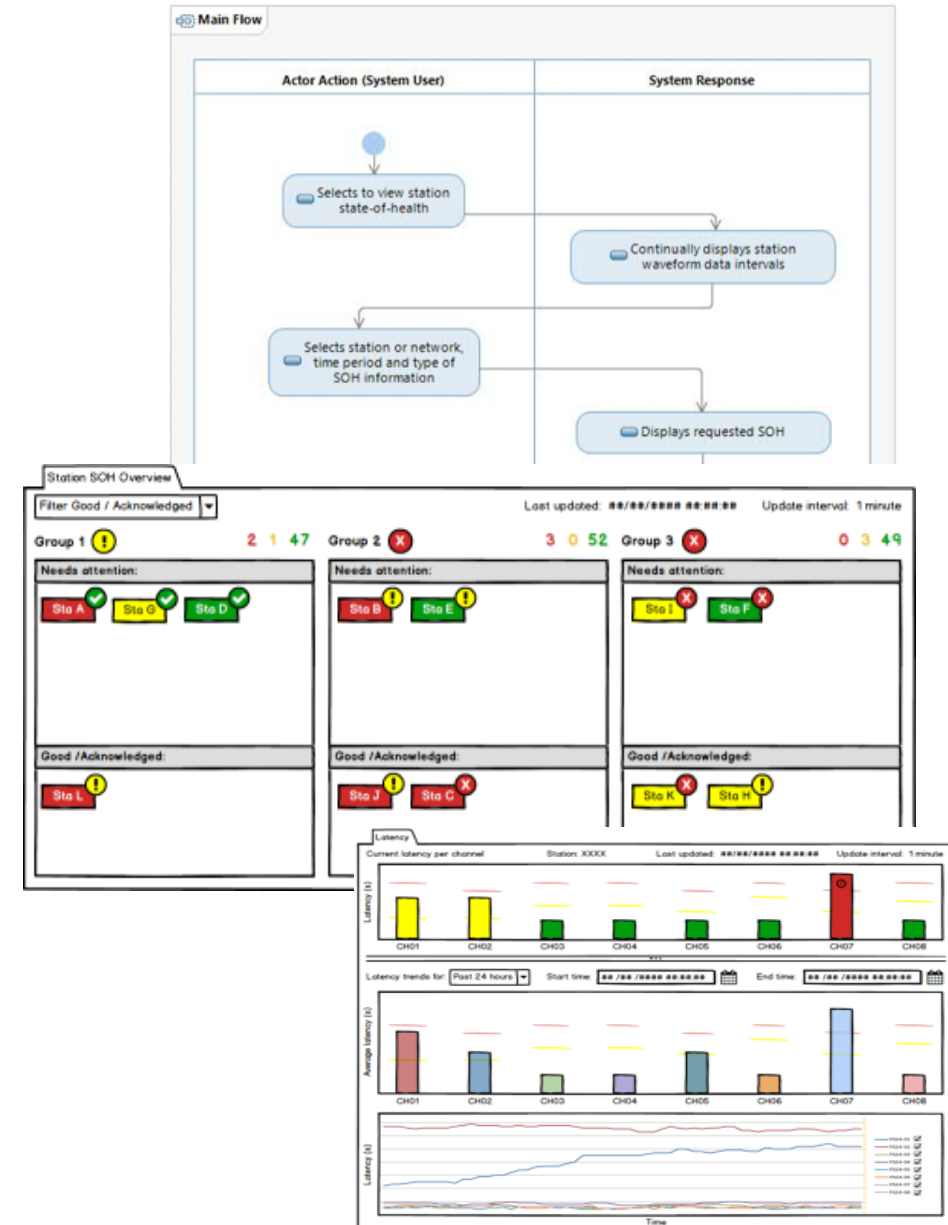 Main Flow
Actor Action (System User)
System Response
Selects to view station
state-of-health
Continually displays station
waveform data intervals
Selects station or network,
time period and type of
SOH information
Displays requested SOH
Station SOH Overview
Filter Good / Acknowledged
Last updated: ##/##/#### ##:##:##
Update interval: 1 minute
Group 1 ! 2 1 47
Group 2 X 3 0 52
Group 3 X 0 3 49
Needs attention:
Needs attention:
Needs attention:
Sta A
Sta G
Sta D
Sta B
Sta E
Sta I
Sta F
Good /Acknowledged:
Good /Acknowledged:
Good /Acknowledged:
Sta L
Sta J
Sta C
Sta K
Sta H
Latency
Current latency per channel
Station: XXXX
Last updated: ##/##/#### ##:##:##
Update interval: 1 minute
Latency (s)
CH01 CH02 CH03 CH04 CH05 CH06 CH07 CH08
Latency trends for: Past 24 hours
Start time: ## /## /#### ##:##:##
End time: ## /## /#### ##:##:##
Average latency (s)
CH01 CH02 CH03 CH04 CH05 CH06 CH07 CH08
Latency (s)
Time